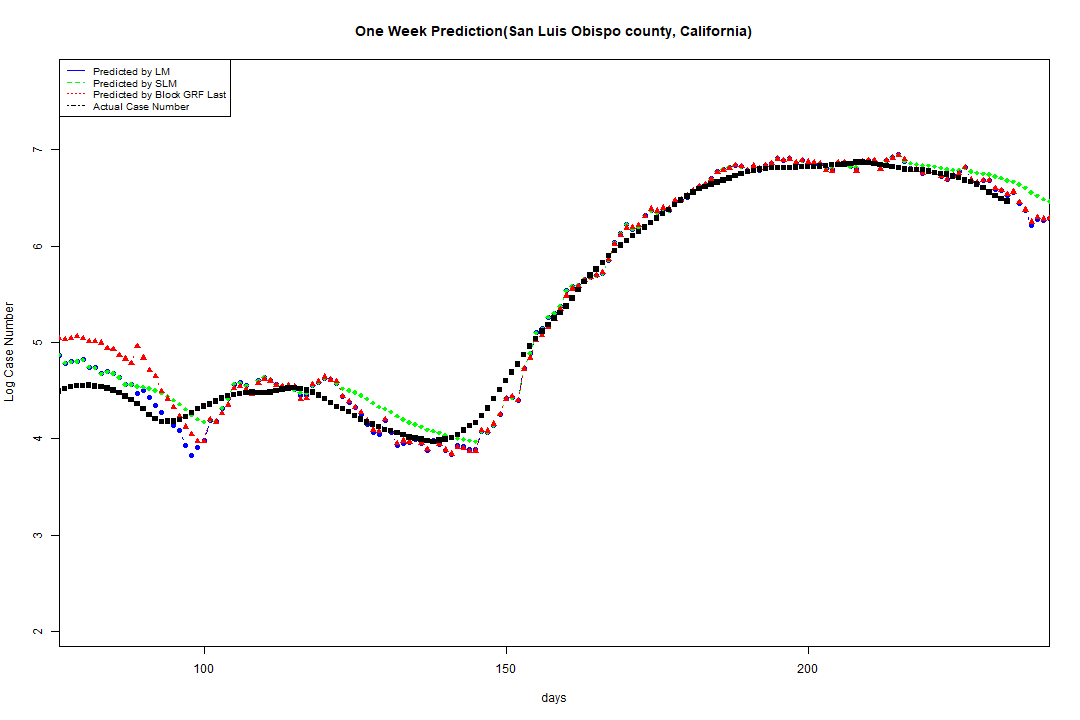 One Week Prediction(San Luis Obispo county, California)
Predicted by LM
Predicted by SLM
Predicted by Block GRF Last
Actual Case Number
7
6
5
4
3
2
Log Case Number
100 150 200
days